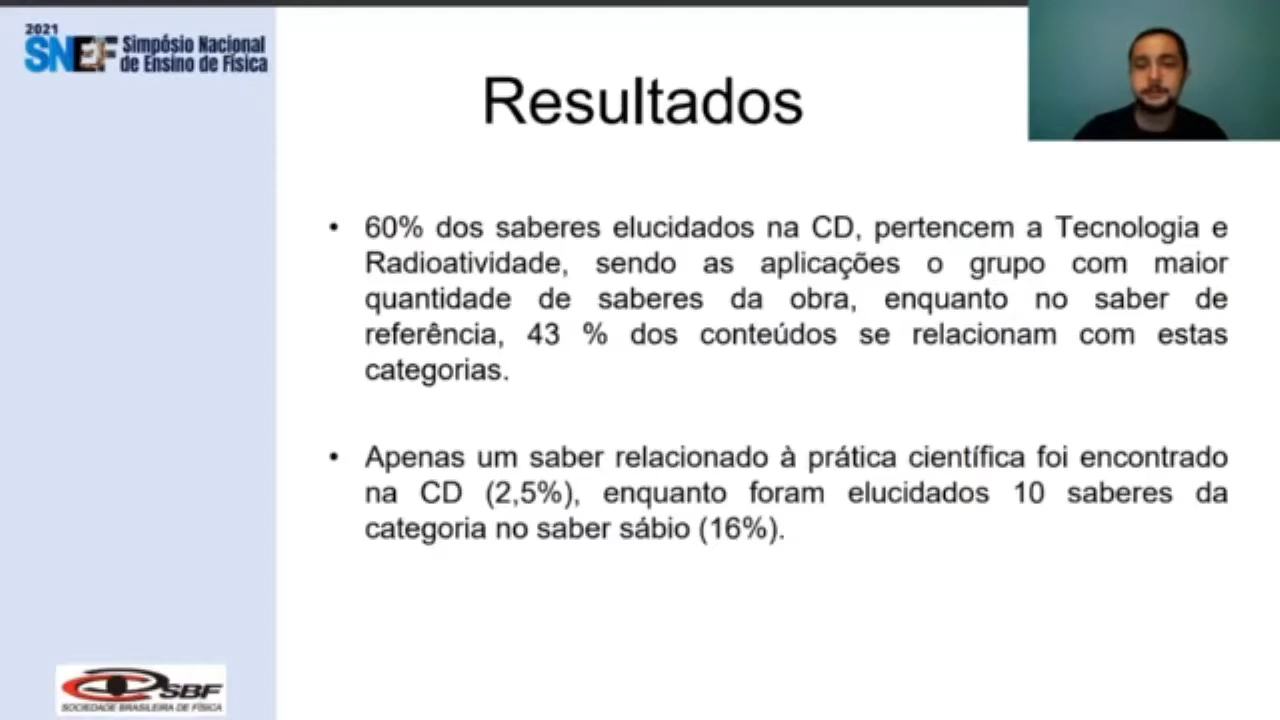 2021
SNEF Simpósio Nacional
de Ensino de Física
Resultados
• 60% dos saberes elucidados na CD, pertencem a Tecnologia e
Radioatividade, sendo as aplicações o grupo com maior
quantidade de saberes da obra, enquanto no saber de
referência, 43 % dos conteúdos se relacionam com estas
categorias.
• Apenas um saber relacionado à prática científica foi encontrado
na CD (2,5%), enquanto foram elucidados 10 saberes da
categoria no saber sábio (16%).
SBF
SOCIEDADE BRASILEIRA DE FÍSICA